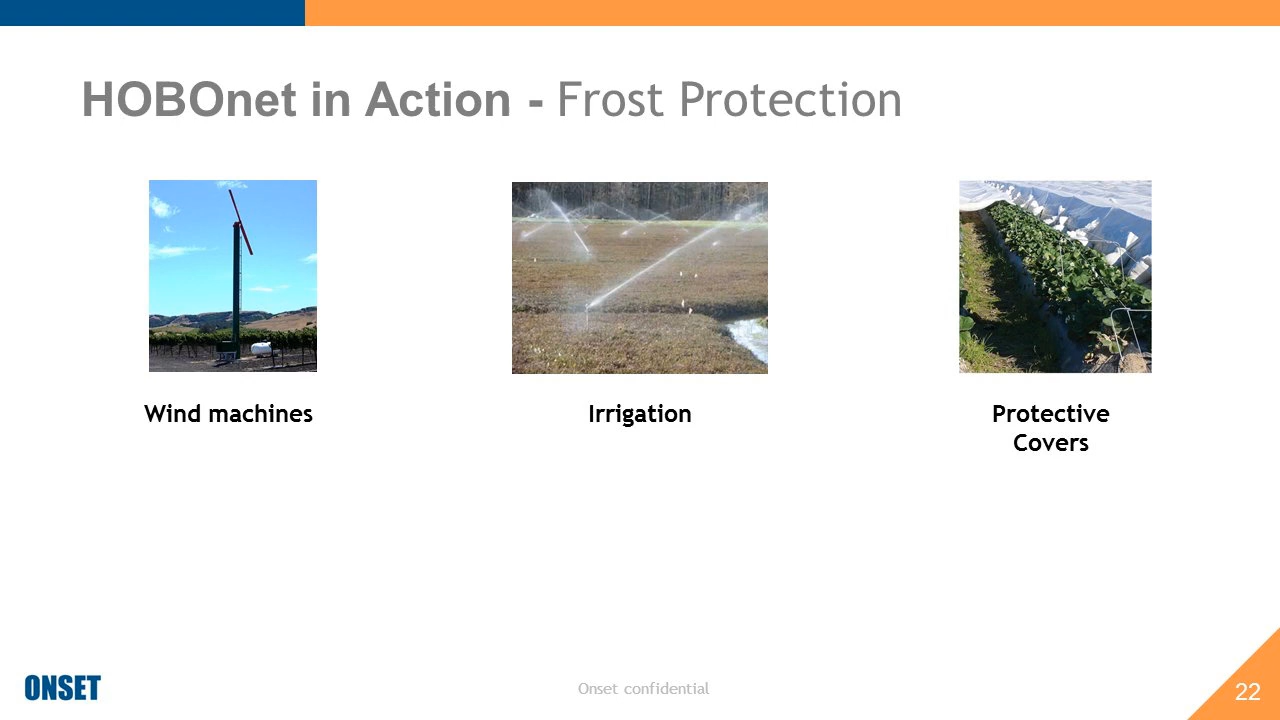 HOBOnet in Action - Frost Protection
Wind machines
Irrigation
Protective
Covers
ONSET
Onset confidential
22